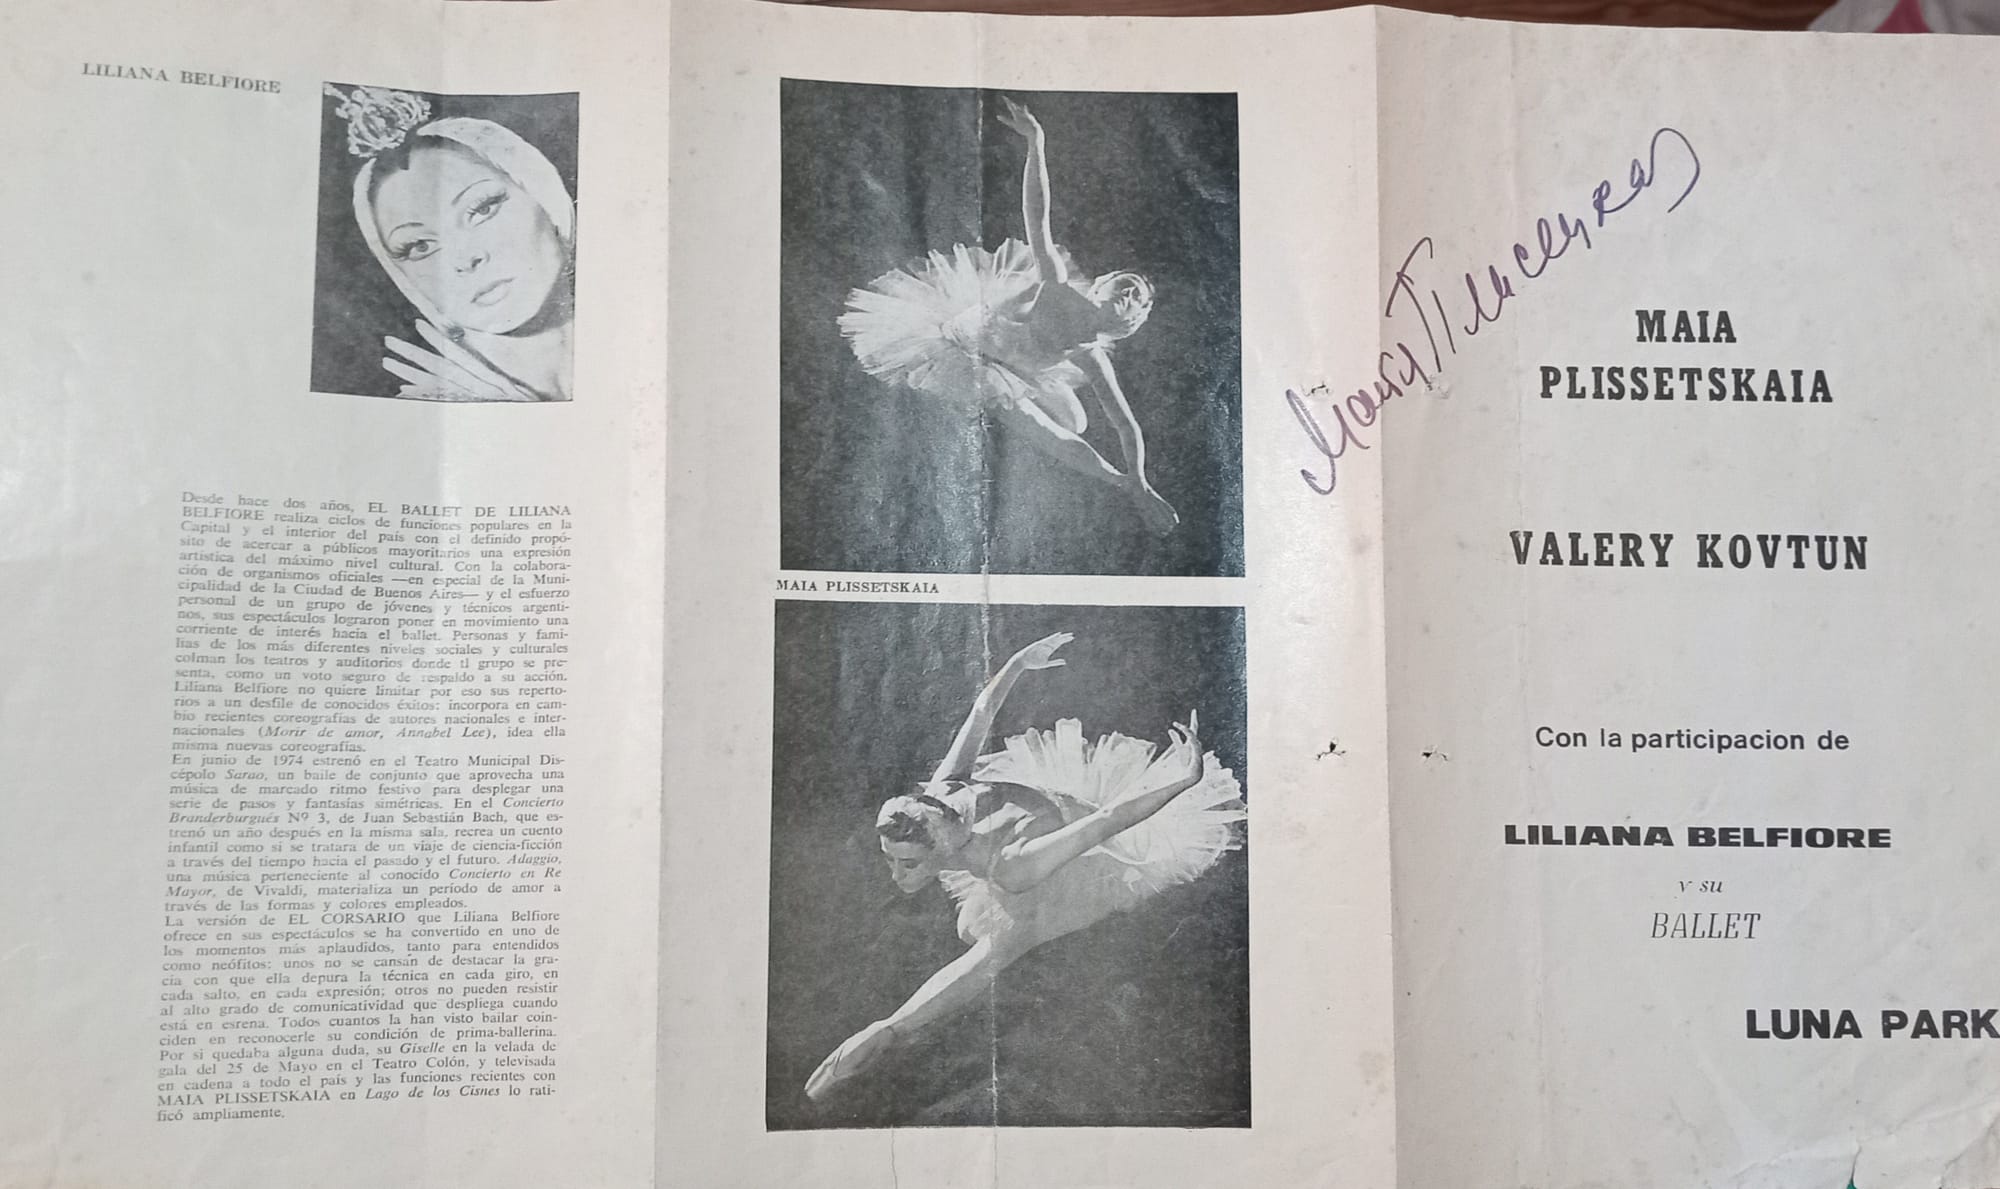 LILIANA BELFIORE
Desde hace dos años, EL BALLET DE LILIANA
BELFIORE realiza ciclos de funciones populares en la
Capital y el interior del país con el definido propó-
sito de acercar a públicos mayoritarios una expresión
artística del máximo nivel cultural. Con la colabora-
ción de organismos oficiales —en especial de la Muni-
cipalidad de la Ciudad de Buenos Aires— y el esfuerzo
personal de un grupo de jóvenes y técnicos argenti-
nos, sus espectáculos lograron poner en movimiento una
corriente de interés hacia el ballet. Personas y fami-
lias de los más diferentes niveles sociales y culturales
colman los teatros y auditorios donde tl grupo se pre-
senta, como un voto seguro de respaldo a su acción.
Liliana Belfiore no quiere limitar por eso sus reperto-
rios a un desfile de conocidos éxitos: incorpora en cam-
bio recientes coreografías de autores nacionales e inter-
nacionales (Morir de amor, Annabel Lee), idea ella
misma nuevas coreografías.
En junio de 1974 estrenó en el Teatro Municipal Dis-
cépolo Sarao, un baile de conjunto que aprovecha una
música de marcado ritmo festivo para desplegar una
serie de pasos y fantasías simétricas. En el Concierto
Branderburgués Nº 3, de Juan Sebastián Bach, que es-
trenó un año después en la misma sala, recrea un cuento
infantil como si se tratara de un viaje de ciencia-ficción
a través del tiempo hacia el pasado y el futuro. Adaggio,
una música perteneciente al conocido Concierto en Re
Mayor, de Vivaldi, materializa un período de amor a
través de las formas y colores empleados.
La versión de EL CORSARIO que Liliana Belfiore
ofrece en sus espectáculos se ha convertido en uno de
los momentos más aplaudidos, tanto para entendidos
como neófitos: unos no se cansan de destacar la gra-
cia con que ella depura la técnica en cada giro, en
cada salto, en cada expresión; otros no pueden resistir
al alto grado de comunicatividad que despliega cuando
está en esrena. Todos cuantos la han visto bailar coin-
ciden en reconocerle su condición de prima-ballerina.
Por si quedaba alguna duda, su Giselle en la velada de
gala del 25 de Mayo en el Teatro Colón, y televisada
en cadena a todo el país y las funciones recientes con
MAIA PLISSETSKAIA en Lago de los Cisnes lo rati-
ficó ampliamente.
MAIA PLISSETSKAIA
Майя Плисецкая
MAIA
PLISSETSKAIA
VALERY KOVTUN
Con la participacion de
LILIANA BELFIORE
y su
BALLET
LUNA PARK